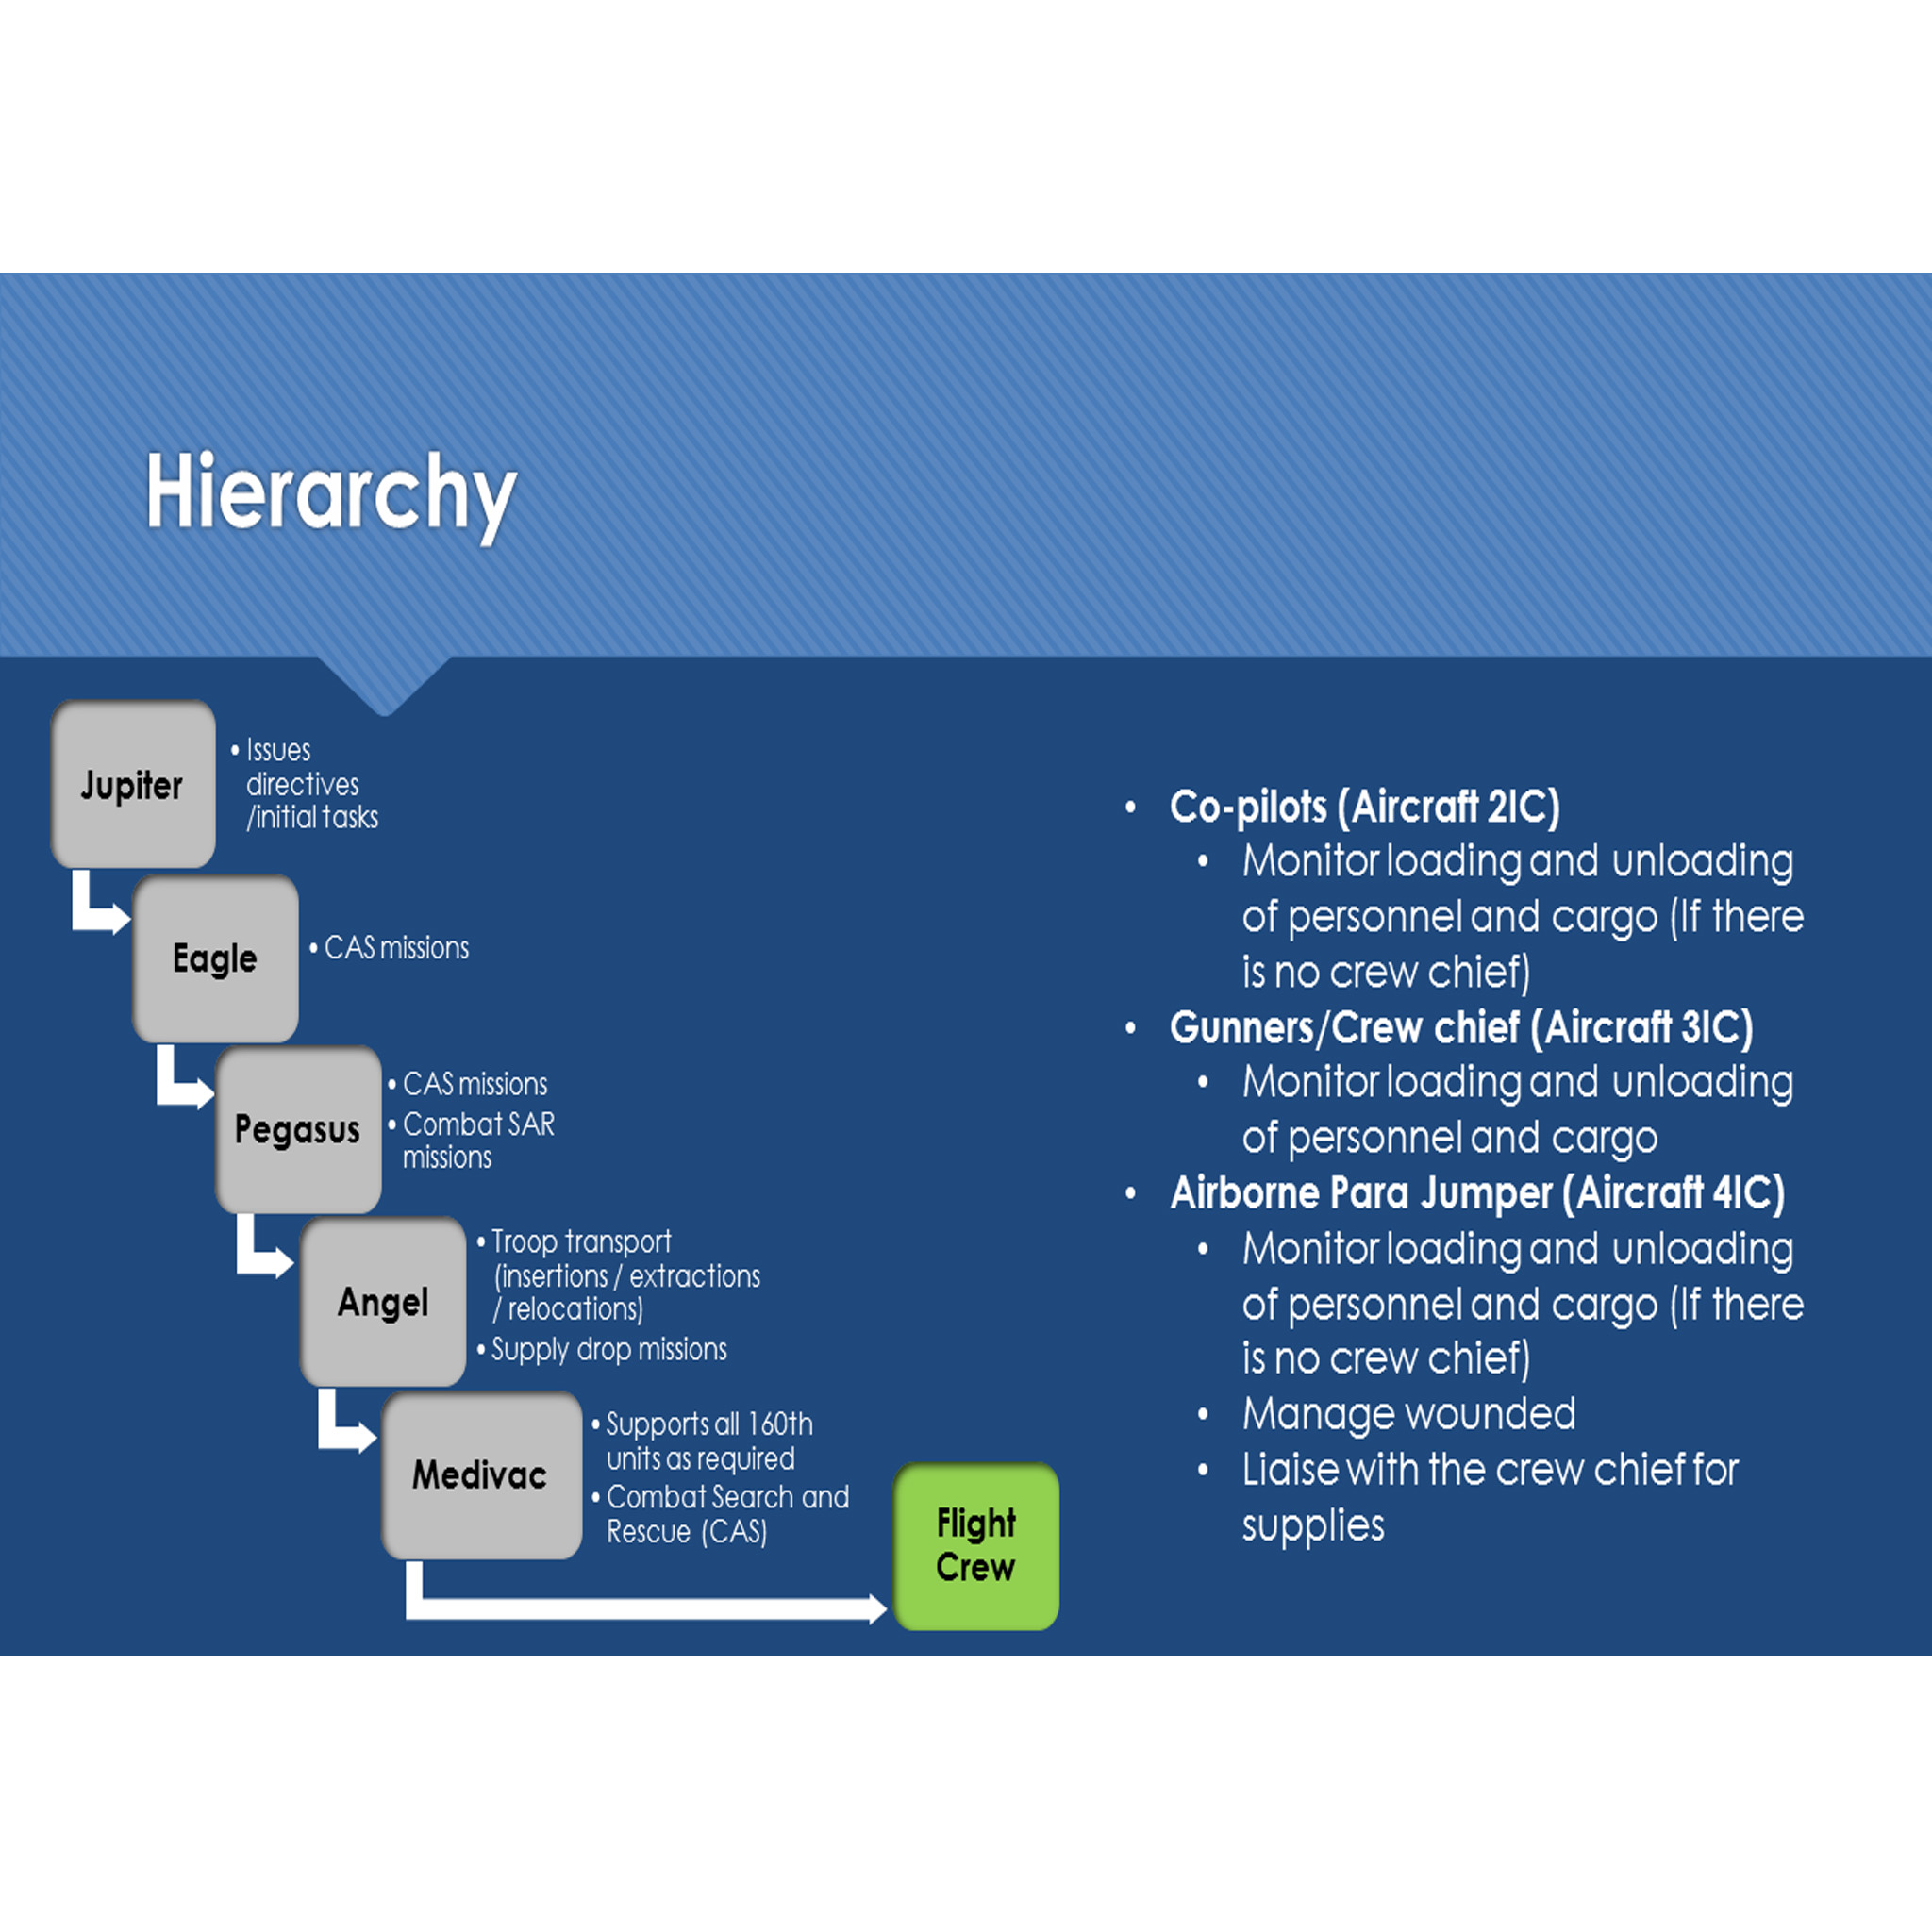 Hierarchy
Jupiter
• Issues
directives
/initial tasks
Eagle
• CAS missions
Pegasus
• CAS missions
• Combat SAR
missions
Angel
• Troop transport
(insertions / extractions
/ relocations)
• Supply drop missions
Medivac
• Supports all 160th
units as required
• Combat Search and
Rescue (CAS)
Flight
Crew
• Co-pilots (Aircraft 2IC)
• Monitor loading and unloading
of personnel and cargo (If there
is no crew chief)
• Gunners/Crew chief (Aircraft 3IC)
• Monitor loading and unloading
of personnel and cargo
• Airborne Para Jumper (Aircraft 4IC)
• Monitor loading and unloading
of personnel and cargo (If there
is no crew chief)
• Manage wounded
• Liaise with the crew chief for
supplies